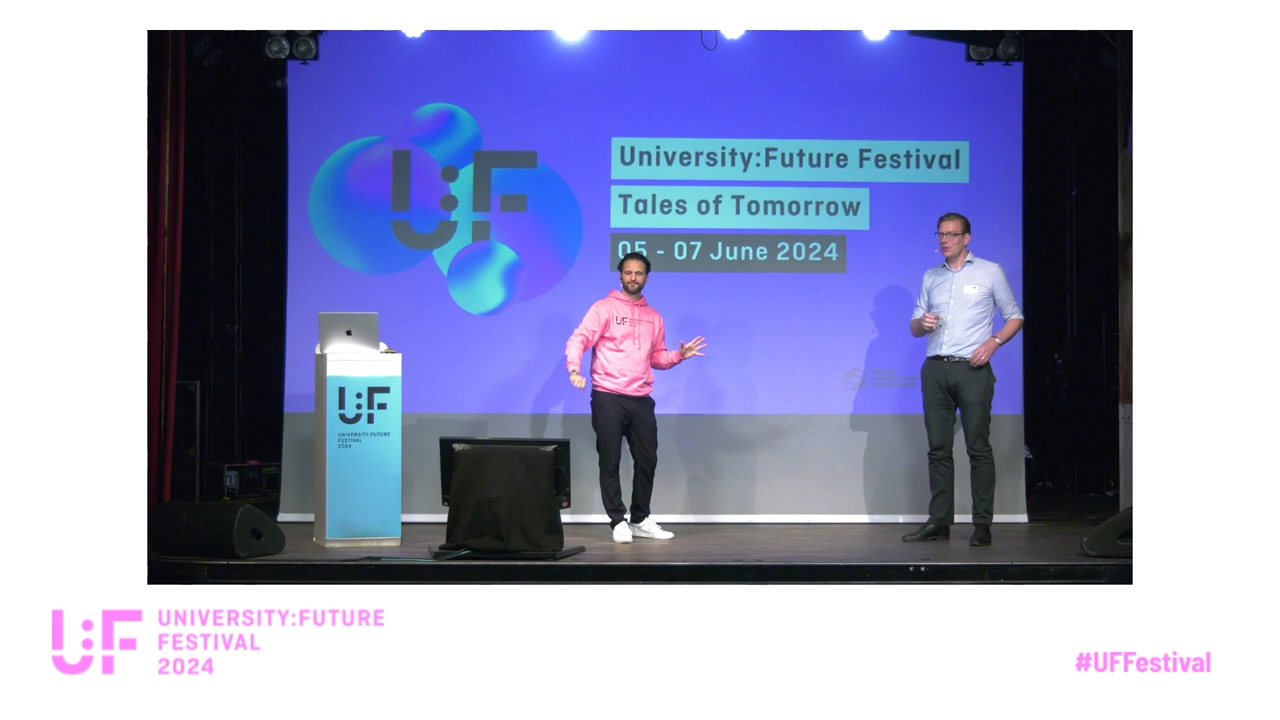 U:F
University:Future Festival
Tales of Tomorrow
05 - 07 June 2024
UF
U:F
UNIVERSITY:FUTURE
FESTIVAL
2024
U:F
UNIVERSITY:FUTURE
FESTIVAL
2024
#UFFestival